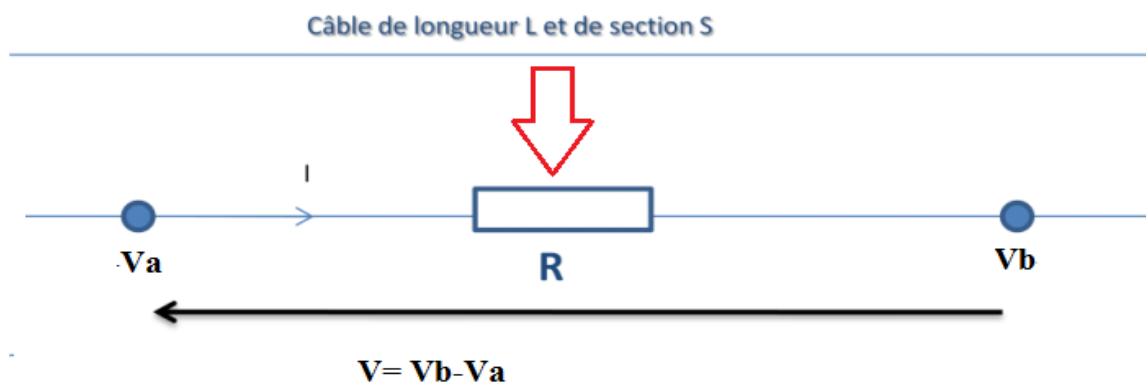 Câble de longueur L et de section S
I
R
Va
Vb
V= Vb-Va